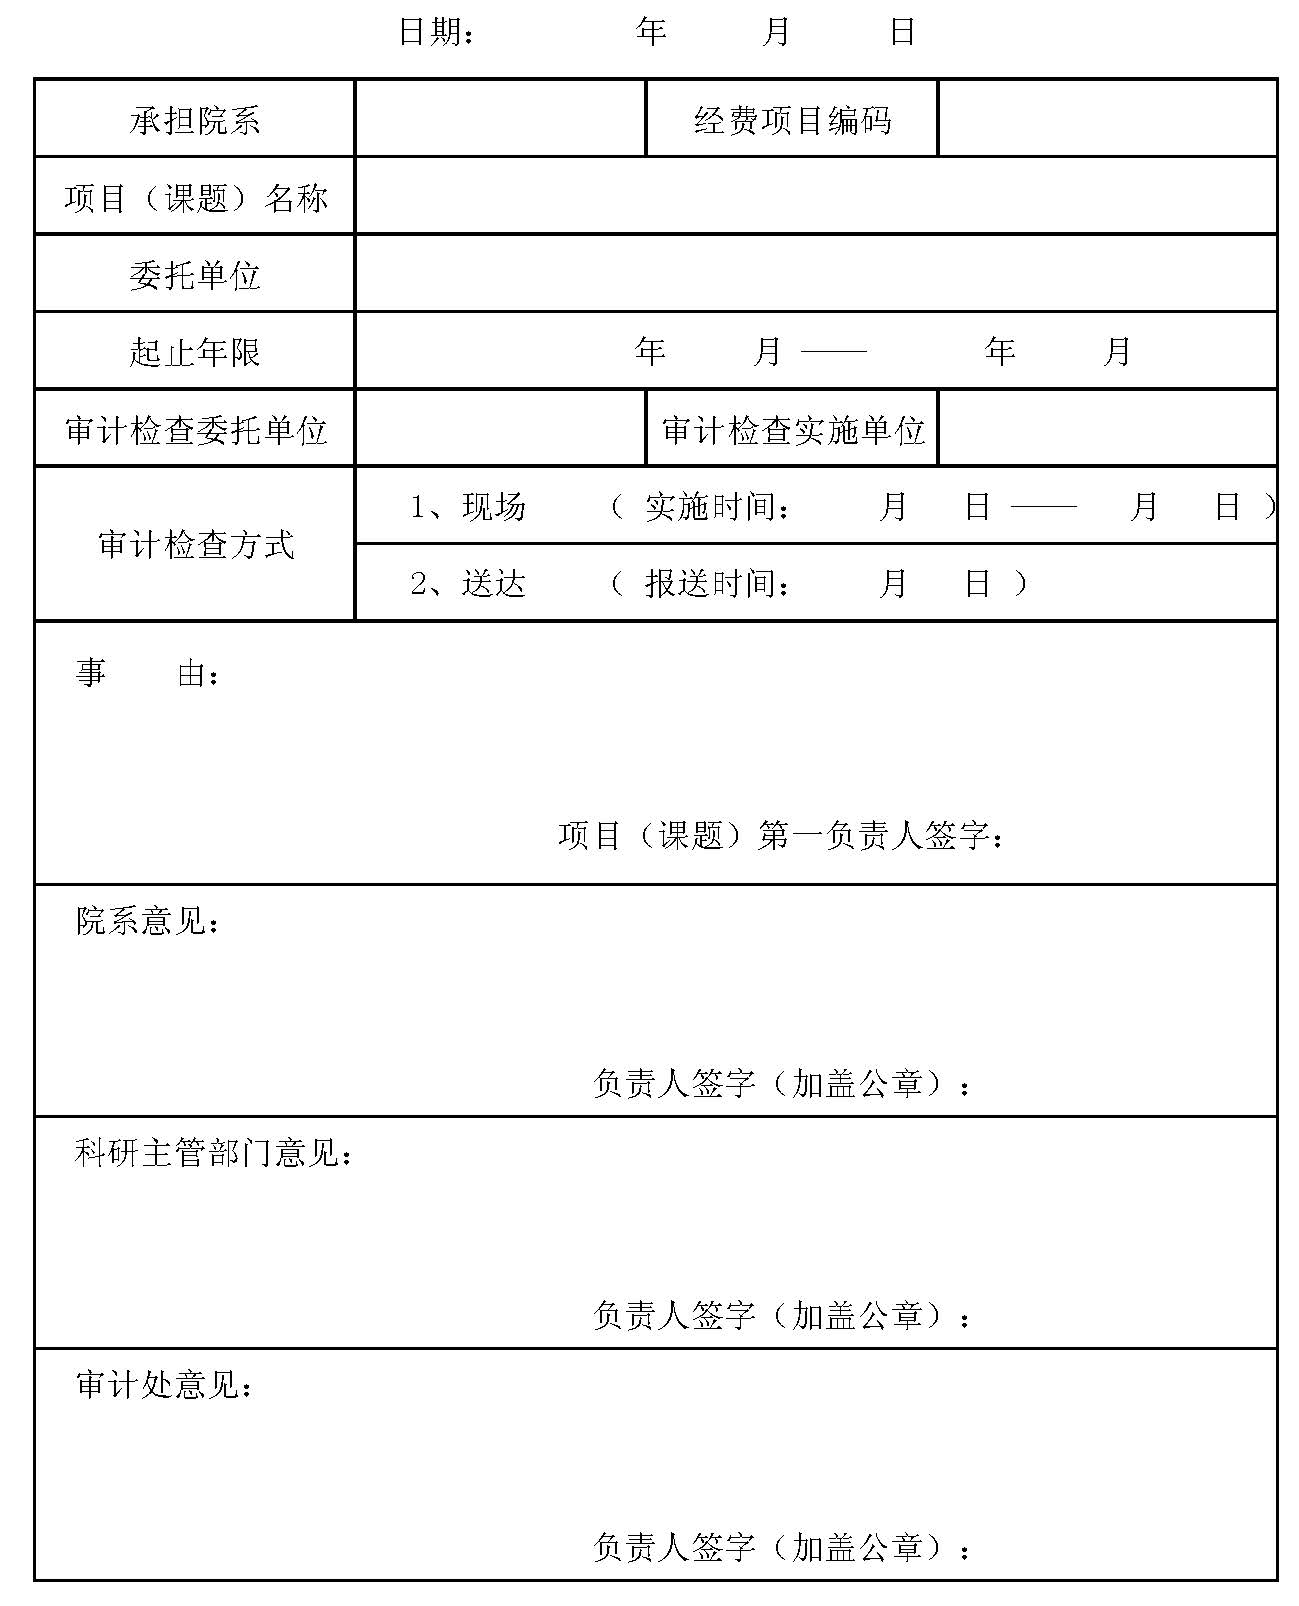 日期： 年 月 日
承担院系 经费项目编码
项目（课题）名称
委托单位
起止年限 年 月 —— 年 月
审计检查委托单位 审计检查实施单位
审计检查方式
1、现场 （ 实施时间： 月 日 —— 月 日 ）
2、送达 （ 报送时间： 月 日 ）
事 由：
项目（课题）第一负责人签字：
院系意见：
负责人签字（加盖公章）：
科研主管部门意见：
负责人签字（加盖公章）：
审计处意见：
负责人签字（加盖公章）：